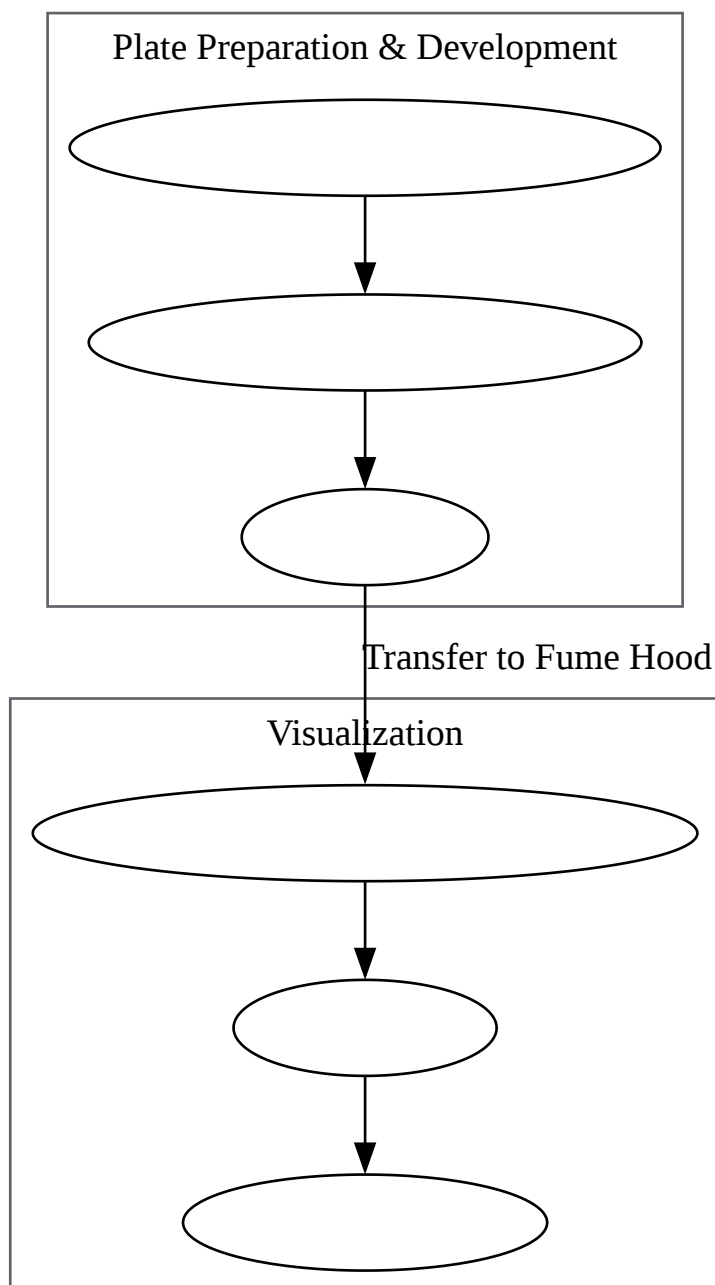 Plate Preparation & Development
Transfer to Fume Hood
Visualization